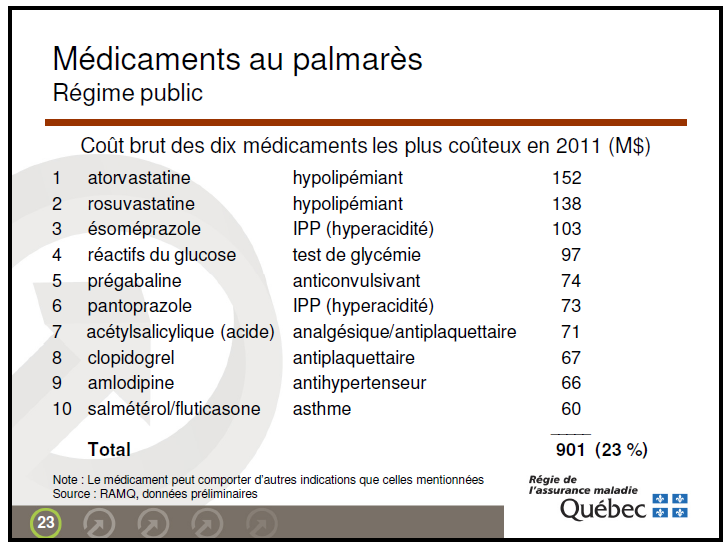 Médicaments au palmarès
Régime public
Coût brut des dix médicaments les plus coûteux en 2011 (M$)
1 atorvastatine hypolipémiant 152
2 rosuvastatine hypolipémiant 138
3 ésoméprazole IPP (hyperacidité) 103
4 réactifs du glucose test de glycémie 97
5 prégabaline anticonvulsivant 74
6 pantoprazole IPP (hyperacidité) 73
7 acétylsalicylique (acide) analgésique/antiplaquettaire 71
8 clopidogrel antiplaquettaire 67
9 amlodipine antihypertenseur 66
10 salmétérol/fluticasone asthme 60
Total 901 (23 %)
Note : Le médicament peut comporter d'autres indications que celles mentionnées
Source : RAMQ, données préliminaires
Régie de
l'assurance maladie
Québec
23